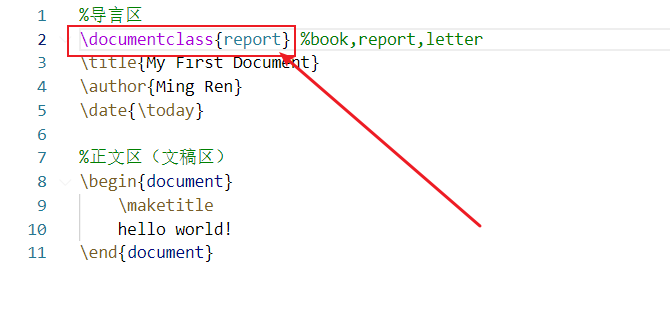 1 %导言区
2 \documentclass{report} %book,report,letter
3 \title{My First Document}
4 \author{Ming Ren}
5 \date{\today}
6
7 %正文区（文稿区）
8 \begin{document}
9 \maketitle
10 hello world!
11 \end{document}